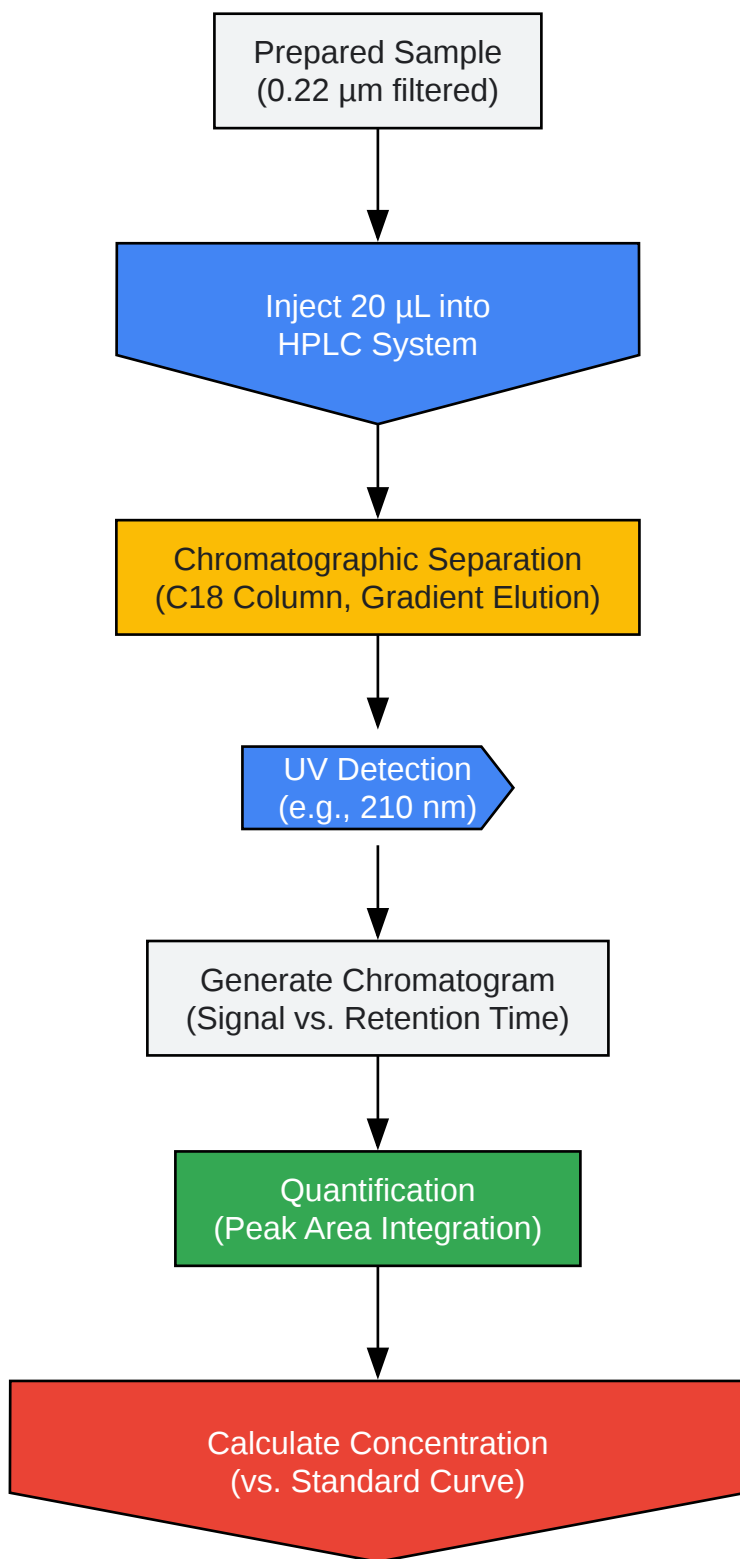 Prepared Sample
(0.22 µm filtered)
Inject 20 µL into
HPLC System
Chromatographic Separation
(C18 Column, Gradient Elution)
UV Detection
(e.g., 210 nm)
Generate Chromatogram
(Signal vs. Retention Time)
Quantification
(Peak Area Integration)
Calculate Concentration
(vs. Standard Curve)